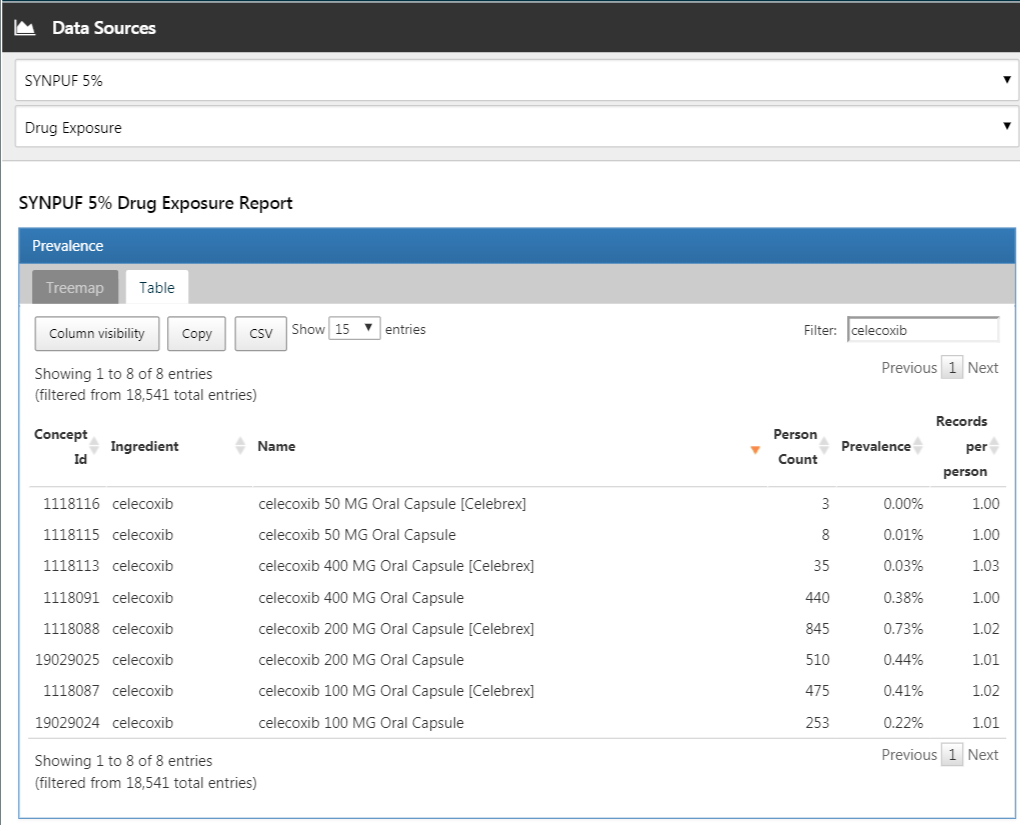 Data Sources
SYNPUF 5%
Drug Exposure
SYNPUF 5% Drug Exposure Report
Prevalence
Treemap Table
Column visibility Copy CSV Show 15 entries Filter: celecoxib
Previous 1 Next
Showing 1 to 8 of 8 entries
(filtered from 18,541 total entries)
Concept Id Ingredient Name Person Count Prevalence Records per person
1118116 celecoxib celecoxib 50 MG Oral Capsule [Celebrex] 3 0.00% 1.00
1118115 celecoxib celecoxib 50 MG Oral Capsule 8 0.01% 1.00
1118113 celecoxib celecoxib 400 MG Oral Capsule [Celebrex] 35 0.03% 1.03
1118091 celecoxib celecoxib 400 MG Oral Capsule 440 0.38% 1.00
1118088 celecoxib celecoxib 200 MG Oral Capsule [Celebrex] 845 0.73% 1.02
19029025 celecoxib celecoxib 200 MG Oral Capsule 510 0.44% 1.01
1118087 celecoxib celecoxib 100 MG Oral Capsule [Celebrex] 475 0.41% 1.02
19029024 celecoxib celecoxib 100 MG Oral Capsule 253 0.22% 1.01
Previous 1 Next
Showing 1 to 8 of 8 entries
(filtered from 18,541 total entries)